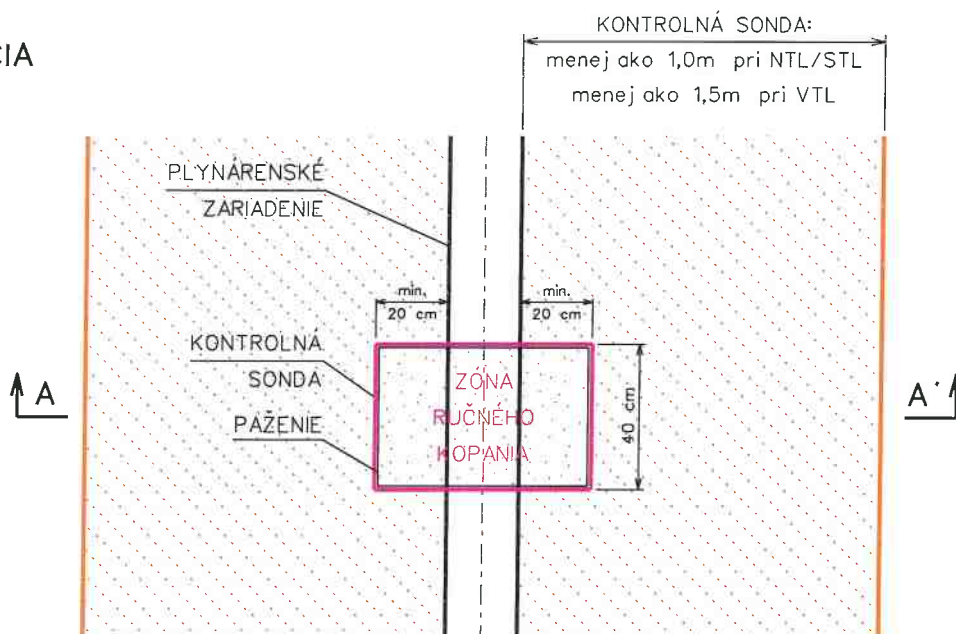 CIA
KONTROLNÁ SONDA:
menej ako 1,0m pri NTL/STL
menej ako 1,5m pri VTL
PLYNÁRENSKÉ
ZARIADENIE
min.
20 cm
min.
20 cm
KONTROLNÁ
SONDA
PAŽENIE
ZÓNA
RUČNÉHO
KOPANIA
40 cm
A
A'